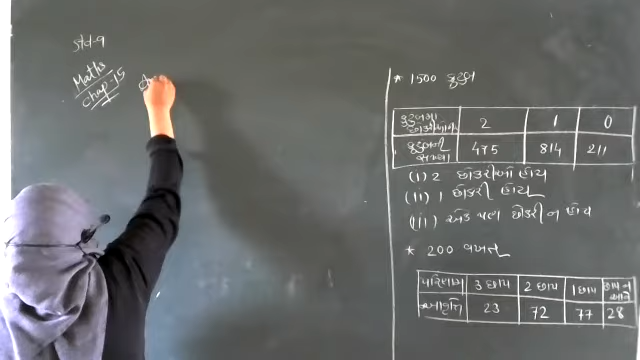 ધોરણ-૯
Maths
Chap-15
* 1500 કુટુંબ
કુટુંબમાં છોકરીઓની 2 1 0
કુટુંબની સંખ્યા 475 814 211
(i) 2 છોકરીઓ હોય
(ii) 1 છોકરી હોય
(iii) એક પણ છોકરી ન હોય
* 200 વખત
પરિણામ 3 છાપ 2 છાપ 1 છાપ છાપ ન આવે
આવૃત્તિ 23 72 77 28